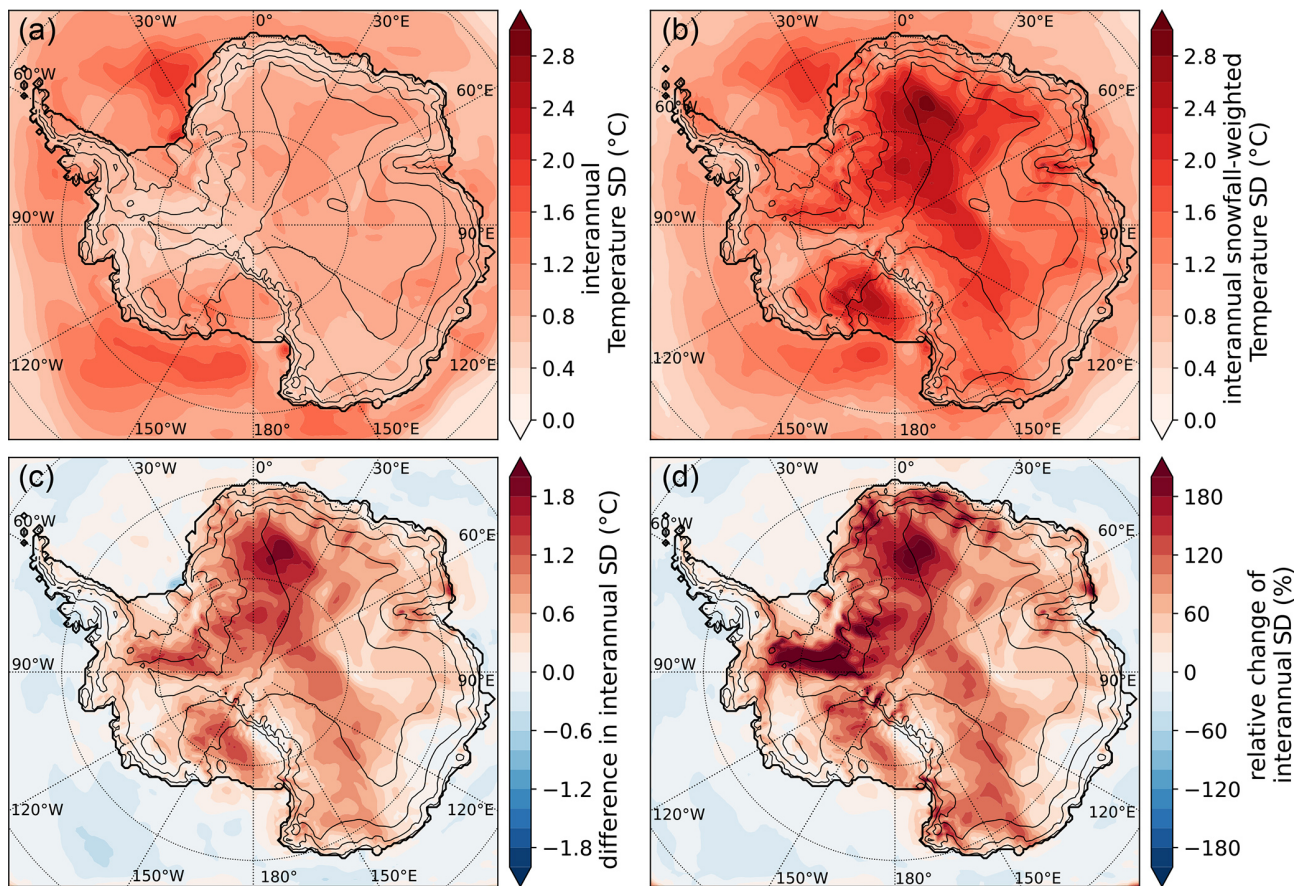 (a)
30°W
0°
30°E
60°W
60°E
90°W
90°E
120°W
120°E
150°W
180°
150°E
2.8
2.4
2.0
1.6
1.2
0.8
0.4
0.0
interannual
Temperature SD (°C)
(b)
30°W
0°
30°E
60°W
60°E
90°W
90°E
120°W
120°E
150°W
180°
150°E
2.8
2.4
2.0
1.6
1.2
0.8
0.4
0.0
interannual snowfall-weighted
Temperature SD (°C)
(c)
30°W
0°
30°E
60°W
60°E
90°W
90°E
120°W
120°E
150°W
180°
150°E
1.8
1.2
0.6
0.0
−0.6
−1.2
−1.8
difference in interannual SD (°C)
(d)
30°W
0°
30°E
60°W
60°E
90°W
90°E
120°W
120°E
150°W
180°
150°E
180
120
60
0
−60
−120
−180
relative change of
interannual SD (%)